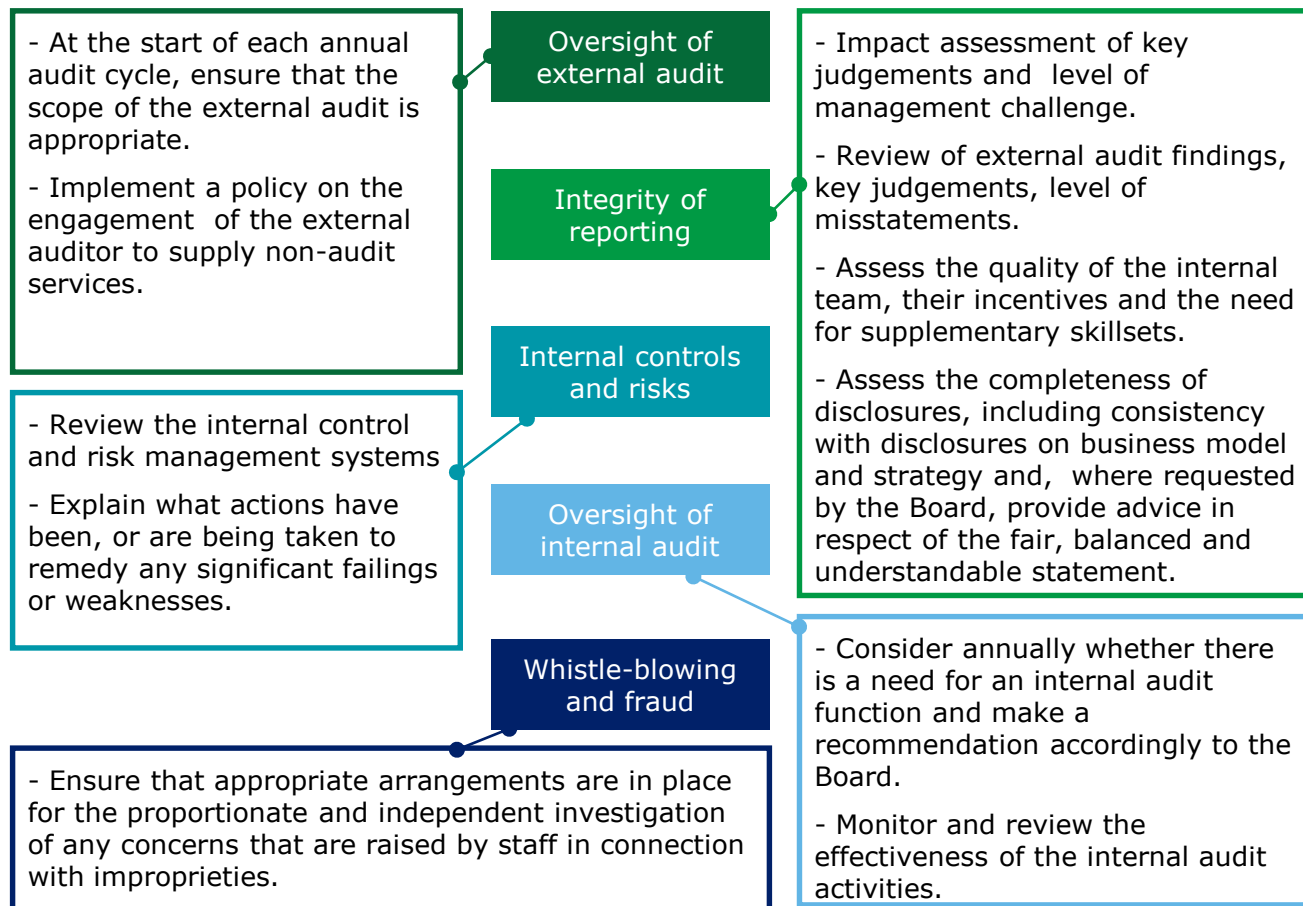 Oversight of
external audit
- At the start of each annual
audit cycle, ensure that the
scope of the external audit is
appropriate.
- Implement a policy on the
engagement of the external
auditor to supply non-audit
services.
Integrity of
reporting
- Impact assessment of key
judgements and level of
management challenge.
- Review of external audit findings,
key judgements, level of
misstatements.
- Assess the quality of the internal
team, their incentives and the need
for supplementary skillsets.
- Assess the completeness of
disclosures, including consistency
with disclosures on business model
and strategy and, where requested
by the Board, provide advice in
respect of the fair, balanced and
understandable statement.
Internal controls
and risks
- Review the internal control
and risk management systems
- Explain what actions have
been, or are being taken to
remedy any significant failings
or weaknesses.
Oversight of
internal audit
- Consider annually whether there
is a need for an internal audit
function and make a
recommendation accordingly to the
Board.
- Monitor and review the
effectiveness of the internal audit
activities.
Whistle-blowing
and fraud
- Ensure that appropriate arrangements are in place
for the proportionate and independent investigation
of any concerns that are raised by staff in connection
with improprieties.